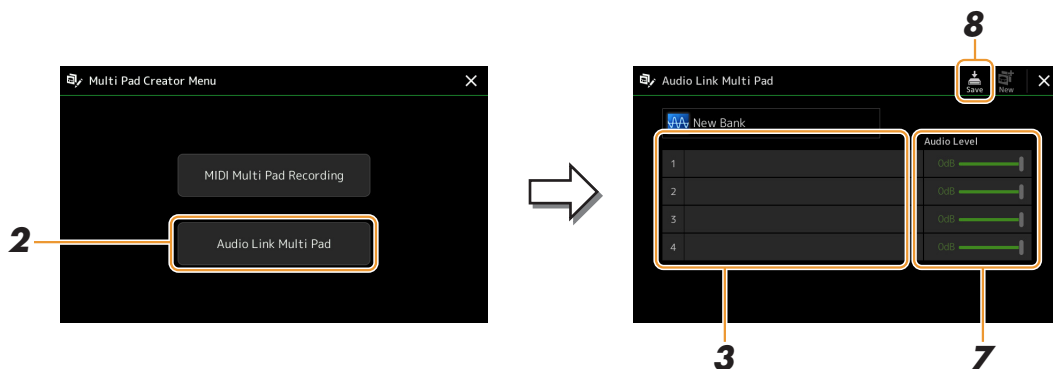 8
Multi Pad Creator Menu
MIDI Multi Pad Recording
Audio Link Multi Pad
2
Audio Link Multi Pad
Save
New
New Bank
Audio Level
1
0dB
2
0dB
3
0dB
4
0dB
3
7